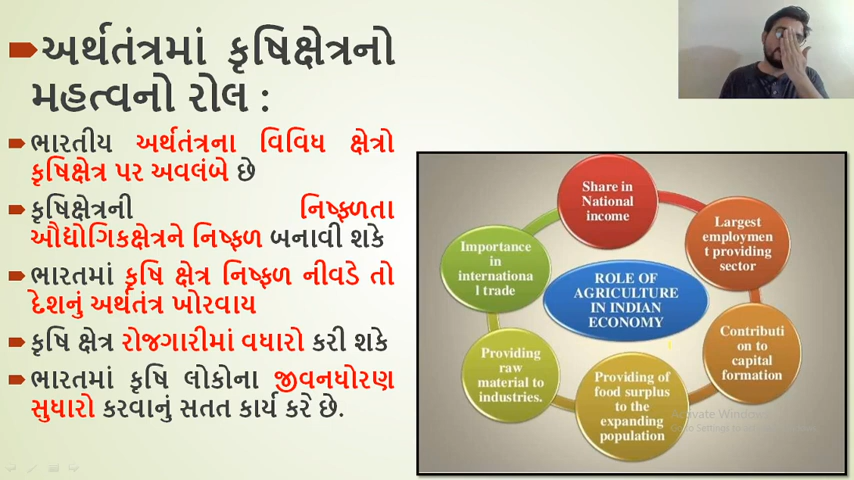 અર્થતંત્રમાં કૃષિક્ષેત્રનો
મહત્વનો રોલ :
ભારતીય અર્થતંત્રના વિવિધ ક્ષેત્રો
કૃષિક્ષેત્ર પર અવલંબે છે
કૃષિક્ષેત્રની નિષ્ફળતા
ઔદ્યોગિકક્ષેત્રને નિષ્ફળ બનાવી શકે
ભારતમાં કૃષિ ક્ષેત્ર નિષ્ફળ નીવડે તો
દેશનું અર્થતંત્ર ખોરવાય
કૃષિ ક્ષેત્ર રોજગારીમાં વધારો કરી શકે
ભારતમાં કૃષિ લોકોના જીવનધોરણ
સુધારો કરવાનું સતત કાર્ય કરે છે.
Share in
National
income
Largest
employmen
t providing
sector
Contributi
on to
capital
formation
Providing of
food surplus
to the
expanding
population
Providing
raw
material to
industries.
Importance
in
internationa
l trade
ROLE OF
AGRICULTURE
IN INDIAN
ECONOMY
Activate Windows